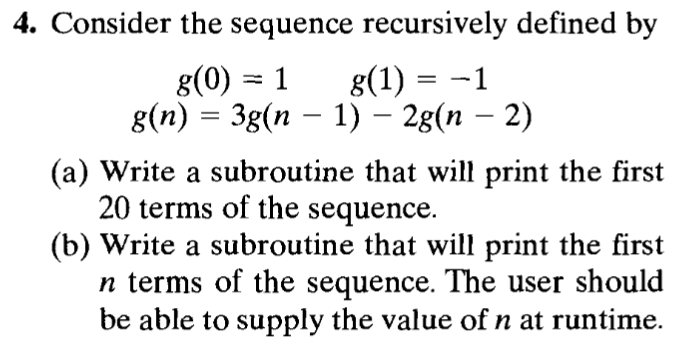 4. Consider the sequence recursively defined by
g(0) = 1 g(1) = −1
g(n) = 3g(n − 1) − 2g(n − 2)
(a) Write a subroutine that will print the first
20 terms of the sequence.
(b) Write a subroutine that will print the first
n terms of the sequence. The user should
be able to supply the value of n at runtime.